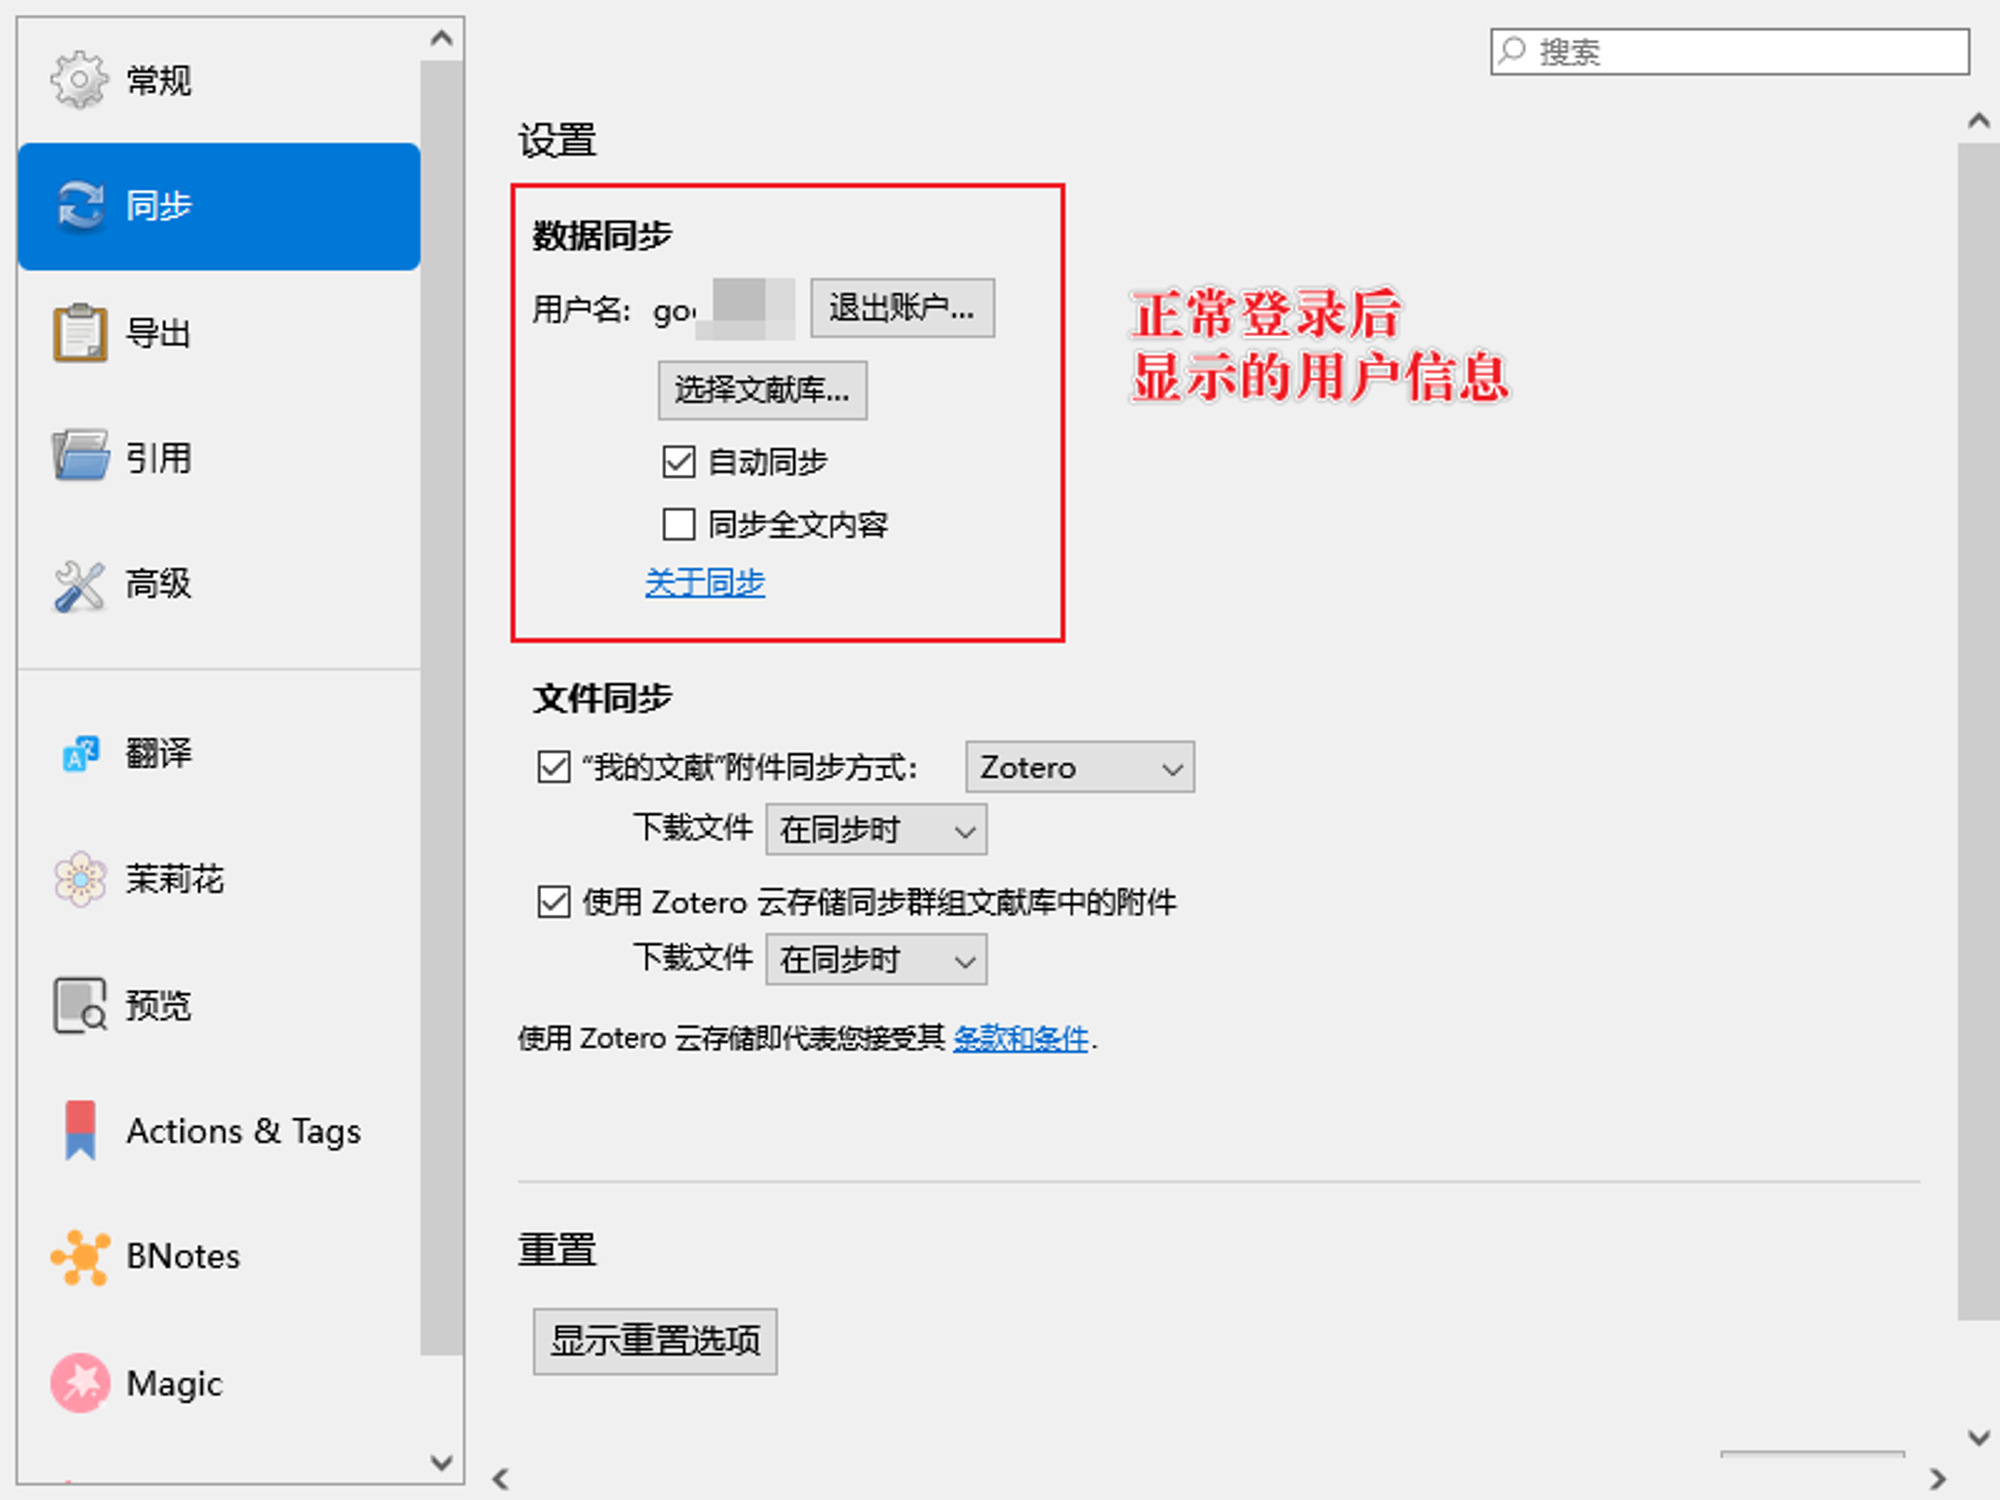 常规
同步
导出
引用
高级
翻译
茉莉花
预览
Actions & Tags
BNotes
Magic
搜索
设置
数据同步
用户名: 退出账户...
选择文献库...
自动同步
同步全文内容
关于同步
正常登录后
显示的用户信息
文件同步
“我的文献”附件同步方式: Zotero
下载文件 在同步时
使用 Zotero 云存储同步群组文献库中的附件
下载文件 在同步时
使用 Zotero 云存储即代表您接受其 条款和条件.
重置
显示重置选项